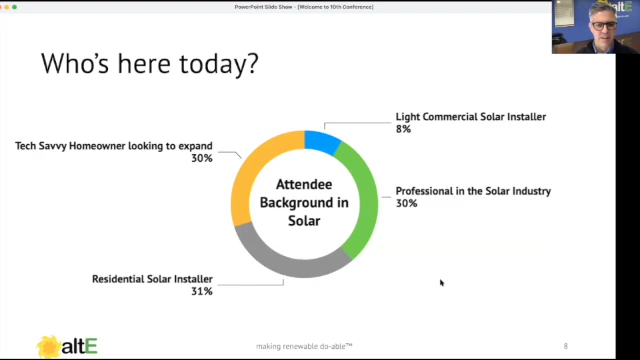 PowerPoint Slide Show - [Welcome to 10th Conference]
altE
Who's here today?
Light Commercial Solar Installer
8%
Tech Savvy Homeowner looking to expand
30%
Attendee
Background in
Solar
Professional in the Solar Industry
30%
Residential Solar Installer
31%
altE
making renewable do-able™
8